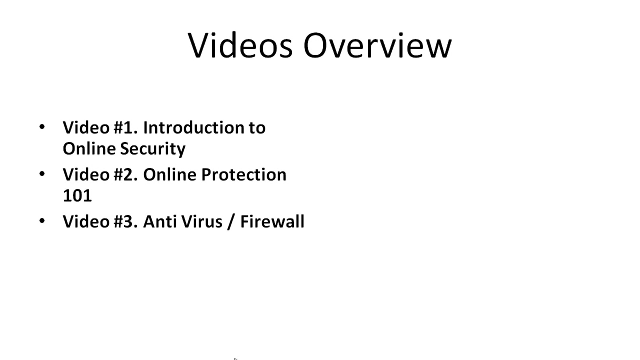 Videos Overview
• Video #1. Introduction to
Online Security
• Video #2. Online Protection
101
• Video #3. Anti Virus / Firewall